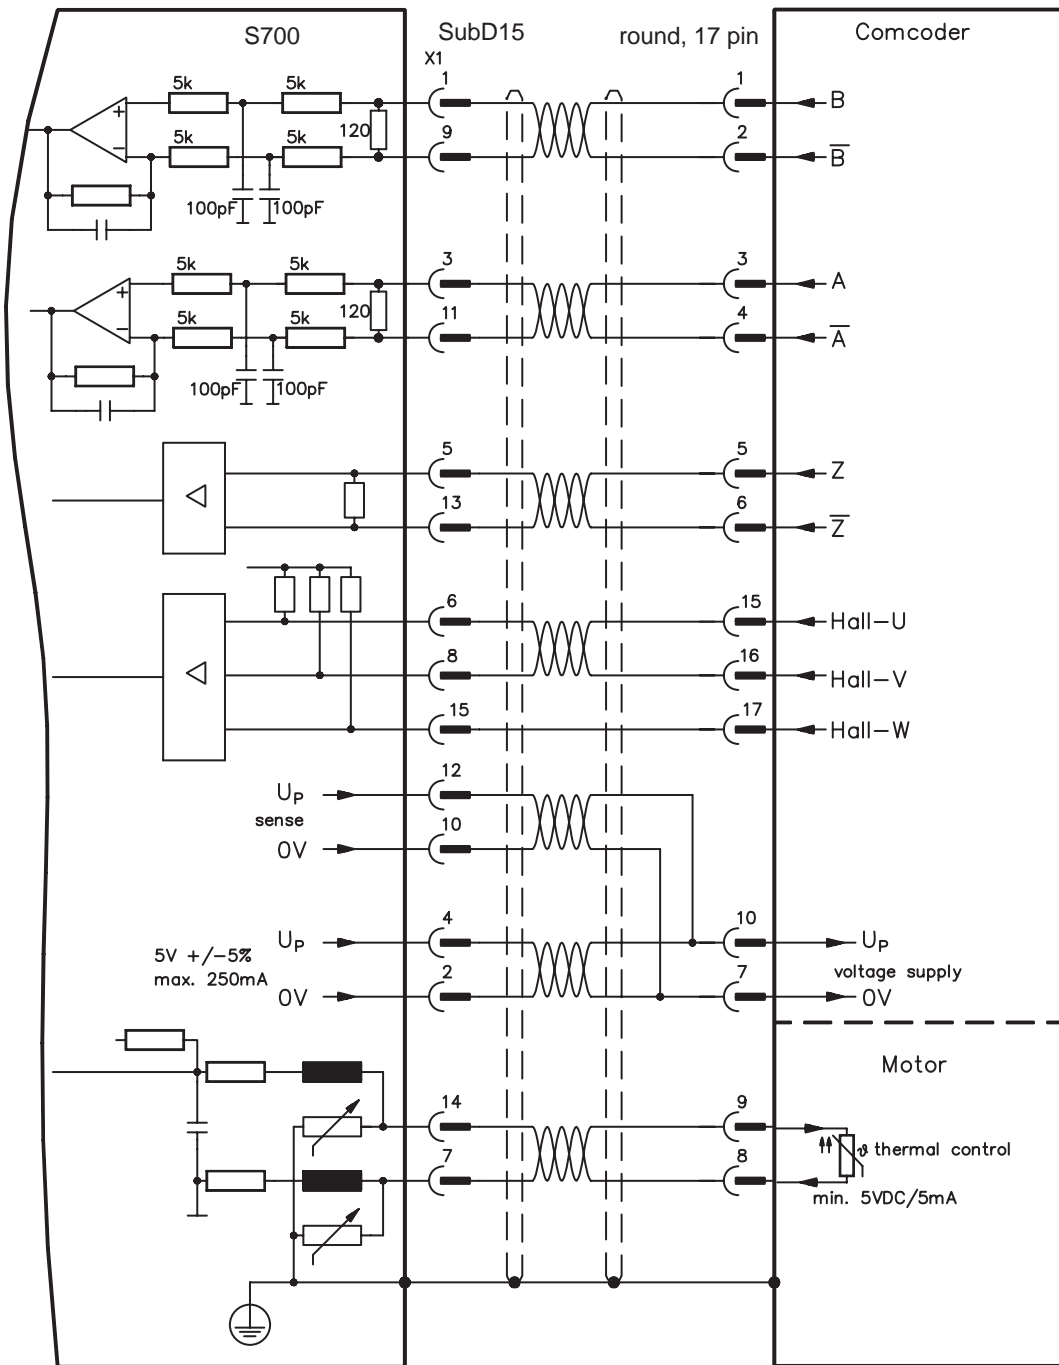 S700 SubD15 round, 17 pin Comcoder
X1
5k 5k 1 1 B
+ 120
5k 5k 9 2 B̅
−
100pF 100pF
5k 5k 3 3 A
+ 120
5k 5k 11 4 A̅
−
100pF 100pF
5 5 Z
13 6 Z̅
6 15 Hall-U
8 16 Hall-V
15 17 Hall-W
UP 12
sense
0V 10
UP 4 10 UP
5V +/-5% voltage supply
max. 250mA
0V 2 7 0V
Motor
14 9
ϑ thermal control
7 8
min. 5VDC/5mA